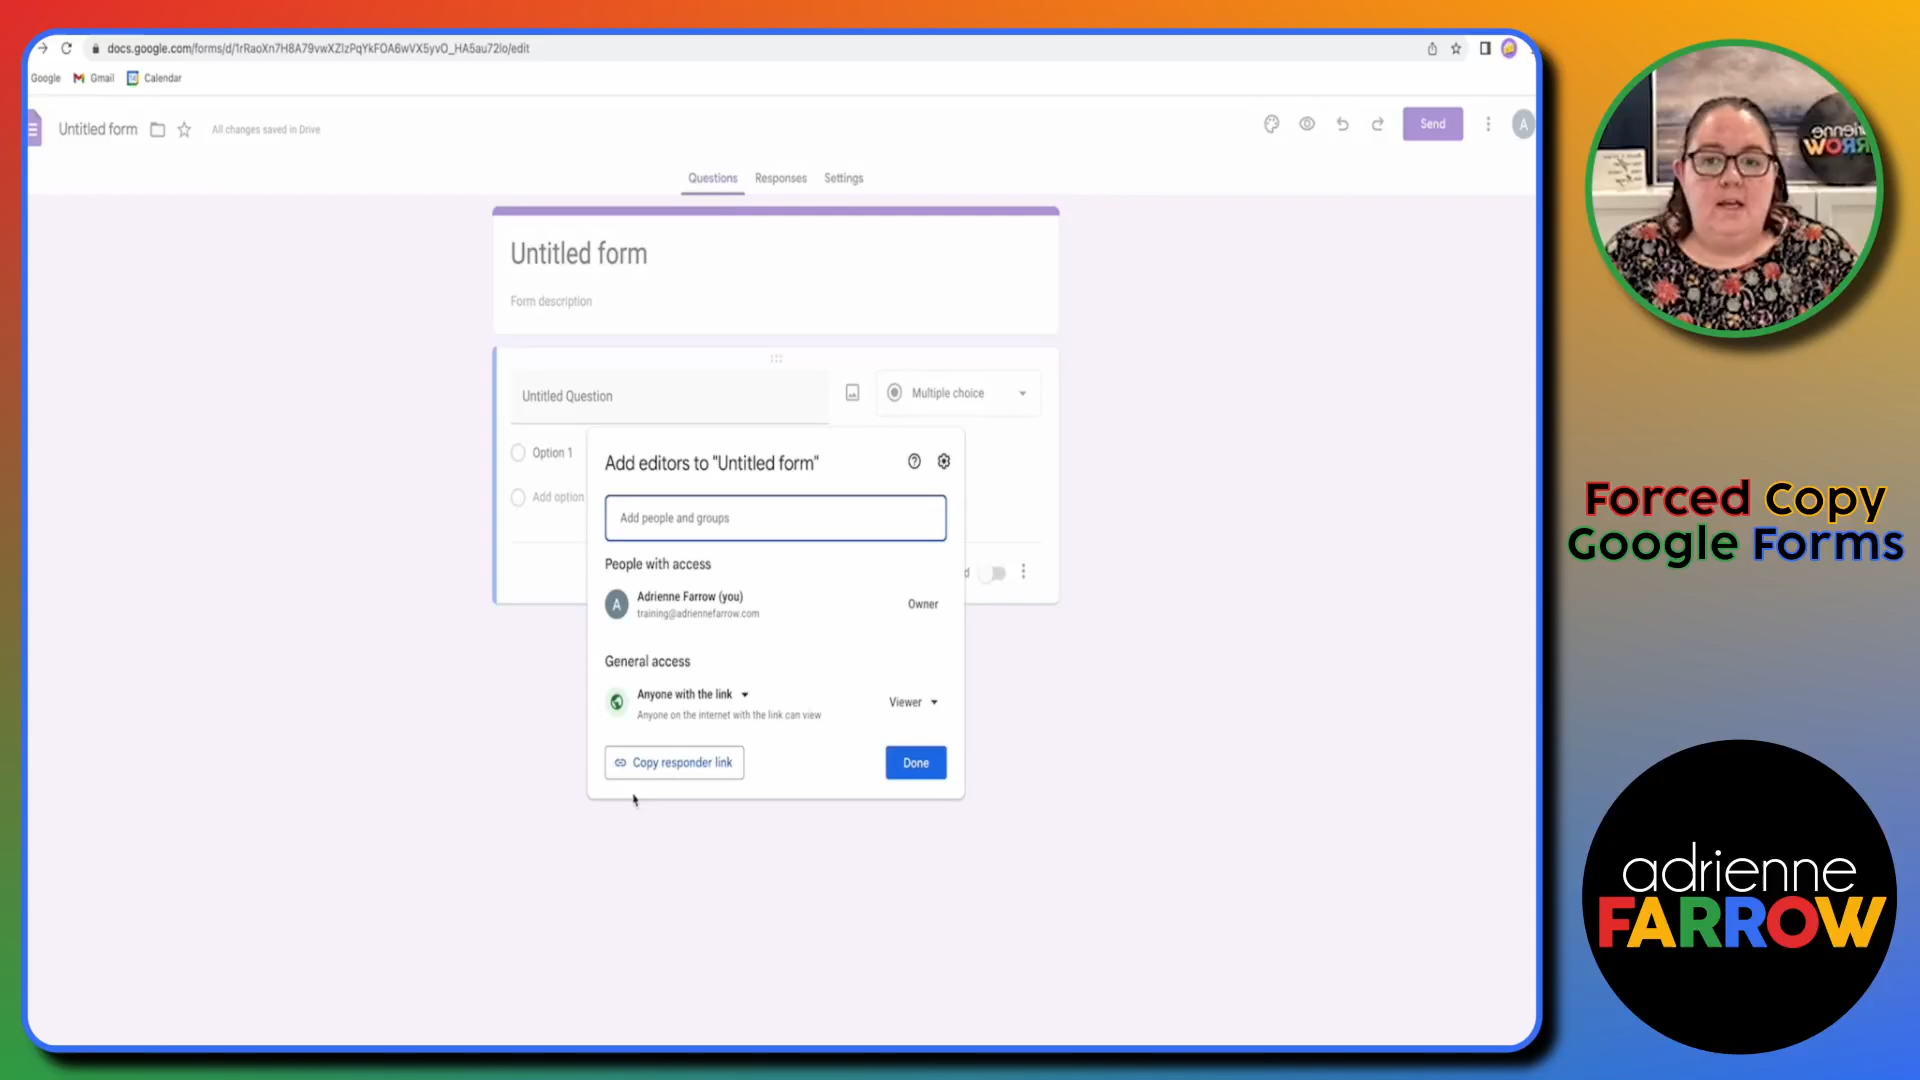 docs.google.com/forms/d/1rRaoXn7H8A79vwXZIzPqYkFOA6wVX5yvO_HA5au72Io/edit
Google Gmail Calendar
Untitled form All changes saved in Drive
Send
A
Questions Responses Settings
Untitled form
Form description
Untitled Question
Multiple choice
Option 1
Add option
Add editors to "Untitled form"
Add people and groups
People with access
A
Adrienne Farrow (you)
training@adriennefarrow.com
Owner
General access
Anyone with the link
Anyone on the internet with the link can view
Viewer
Copy responder link
Done
Forced Copy
Google Forms
adrienne
FARROW